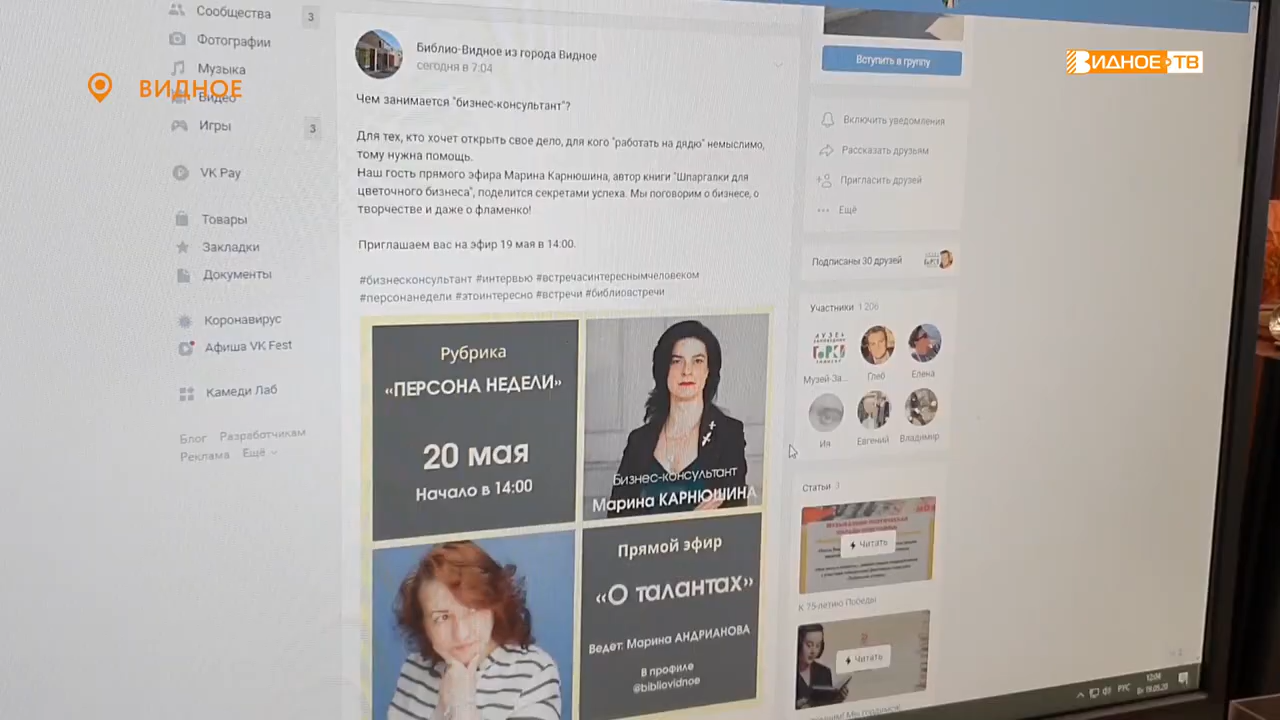 Сообщества 3
Фотографии
Музыка
Видео
Игры 3
VK Pay
Товары
Закладки
Документы
Коронавирус
Афиша VK Fest
Камеди Лаб
Блог Разработчикам
Реклама Ещё
ВИДНОЕ
Библио-Видное из города Видное
сегодня в 7:04
Чем занимается "бизнес-консультант"?
Для тех, кто хочет открыть свое дело, для кого "работать на дядю" немыслимо,
тому нужна помощь.
Наш гость прямого эфира Марина Карнюшина, автор книги "Шпаргалки для
цветочного бизнеса", поделится секретами успеха. Мы поговорим о бизнесе, о
творчестве и даже о фламенко!
Приглашаем вас на эфир 19 мая в 14:00.
#бизнесконсультант #интервью #встречасинтереснымчеловеком
#персонанедели #этоинтересно #встречи #библиовстречи
Рубрика
«ПЕРСОНА НЕДЕЛИ»
20 мая
Начало в 14:00
Бизнес-консультант
Марина КАРНЮШИНА
Прямой эфир
«О талантах»
Ведет: Марина АНДРИАНОВА
В профиле
@bibliovidnoe
ВИДНОЕ ТВ
Вступить в группу
Включить уведомления
Рассказать друзьям
Пригласить друзей
Ещё
Подписаны 30 друзей
Участники 1 206
Музей-За...
Глеб
Елена
Ия
Евгений
Владимир
Статьи 3
Читать
К 75-летию Победы
Читать
РУС
12:04
Вт 19.05.20